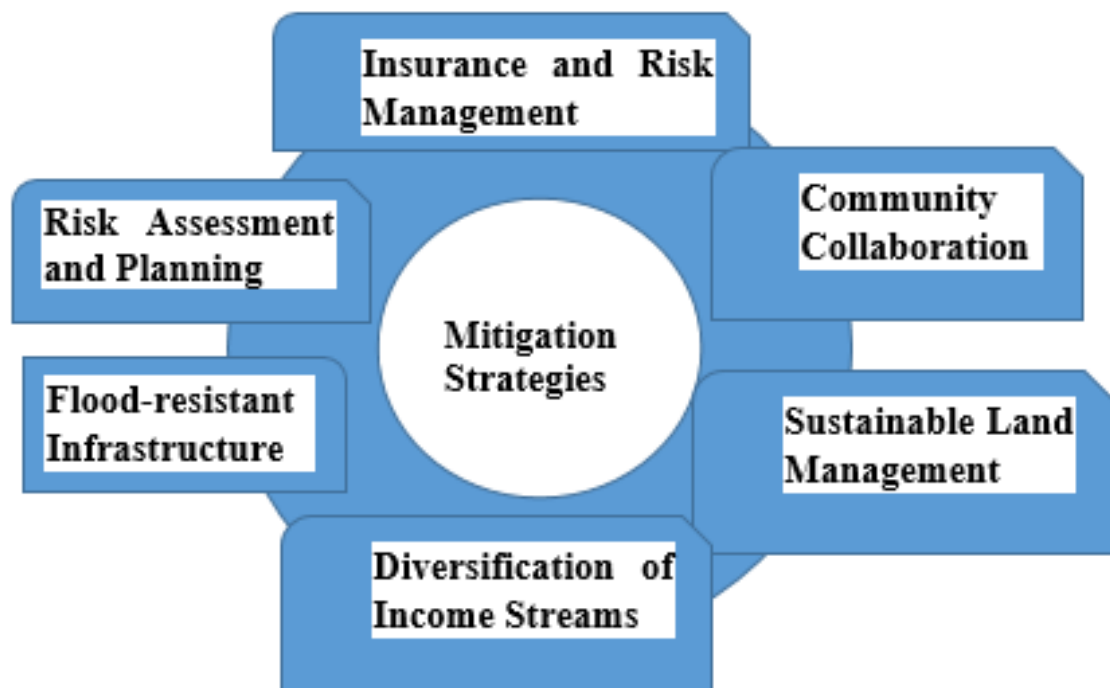 Insurance and Risk
Management
Community
Collaboration
Risk Assessment
and Planning
Mitigation
Strategies
Flood-resistant
Infrastructure
Sustainable Land
Management
Diversification of
Income Streams